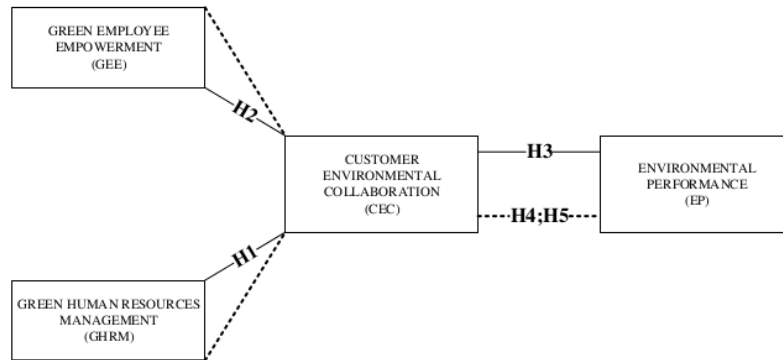 GREEN EMPLOYEE
EMPOWERMENT
(GEE)
H2
CUSTOMER
ENVIRONMENTAL
COLLABORATION
(CEC)
H3
H4;H5
ENVIRONMENTAL
PERFORMANCE
(EP)
H1
GREEN HUMAN RESOURCES
MANAGEMENT
(GHRM)